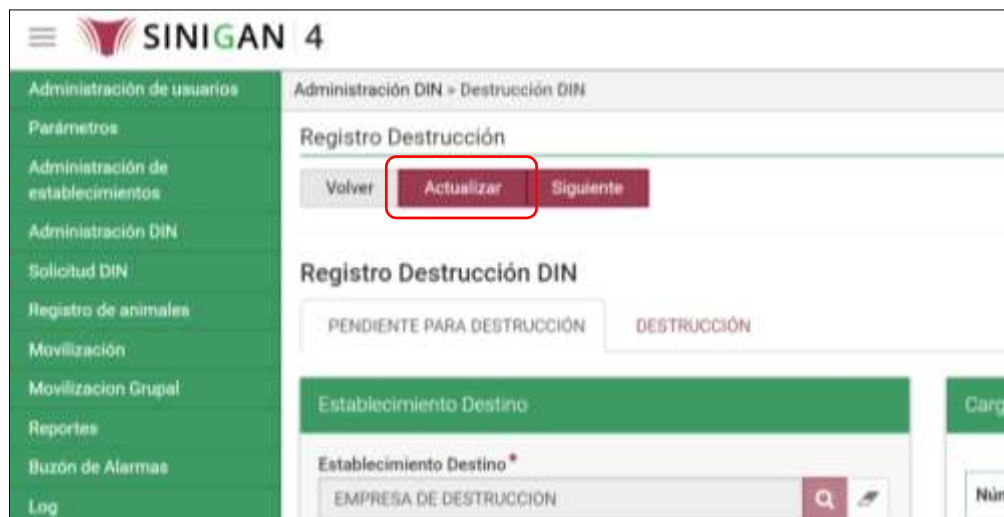 SINIGAN 4
Administración de usuarios
Parámetros
Administración de
establecimientos
Administración DIN
Solicitud DIN
Registro de animales
Movilización
Movilizacion Grupal
Reportes
Buzón de Alarmas
Log
Administración DIN » Destrucción DIN
Registro Destrucción
Volver Actualizar Siguiente
Registro Destrucción DIN
PENDIENTE PARA DESTRUCCIÓN DESTRUCCIÓN
Establecimiento Destino
Establecimiento Destino*
EMPRESA DE DESTRUCCION
Carg
Núm